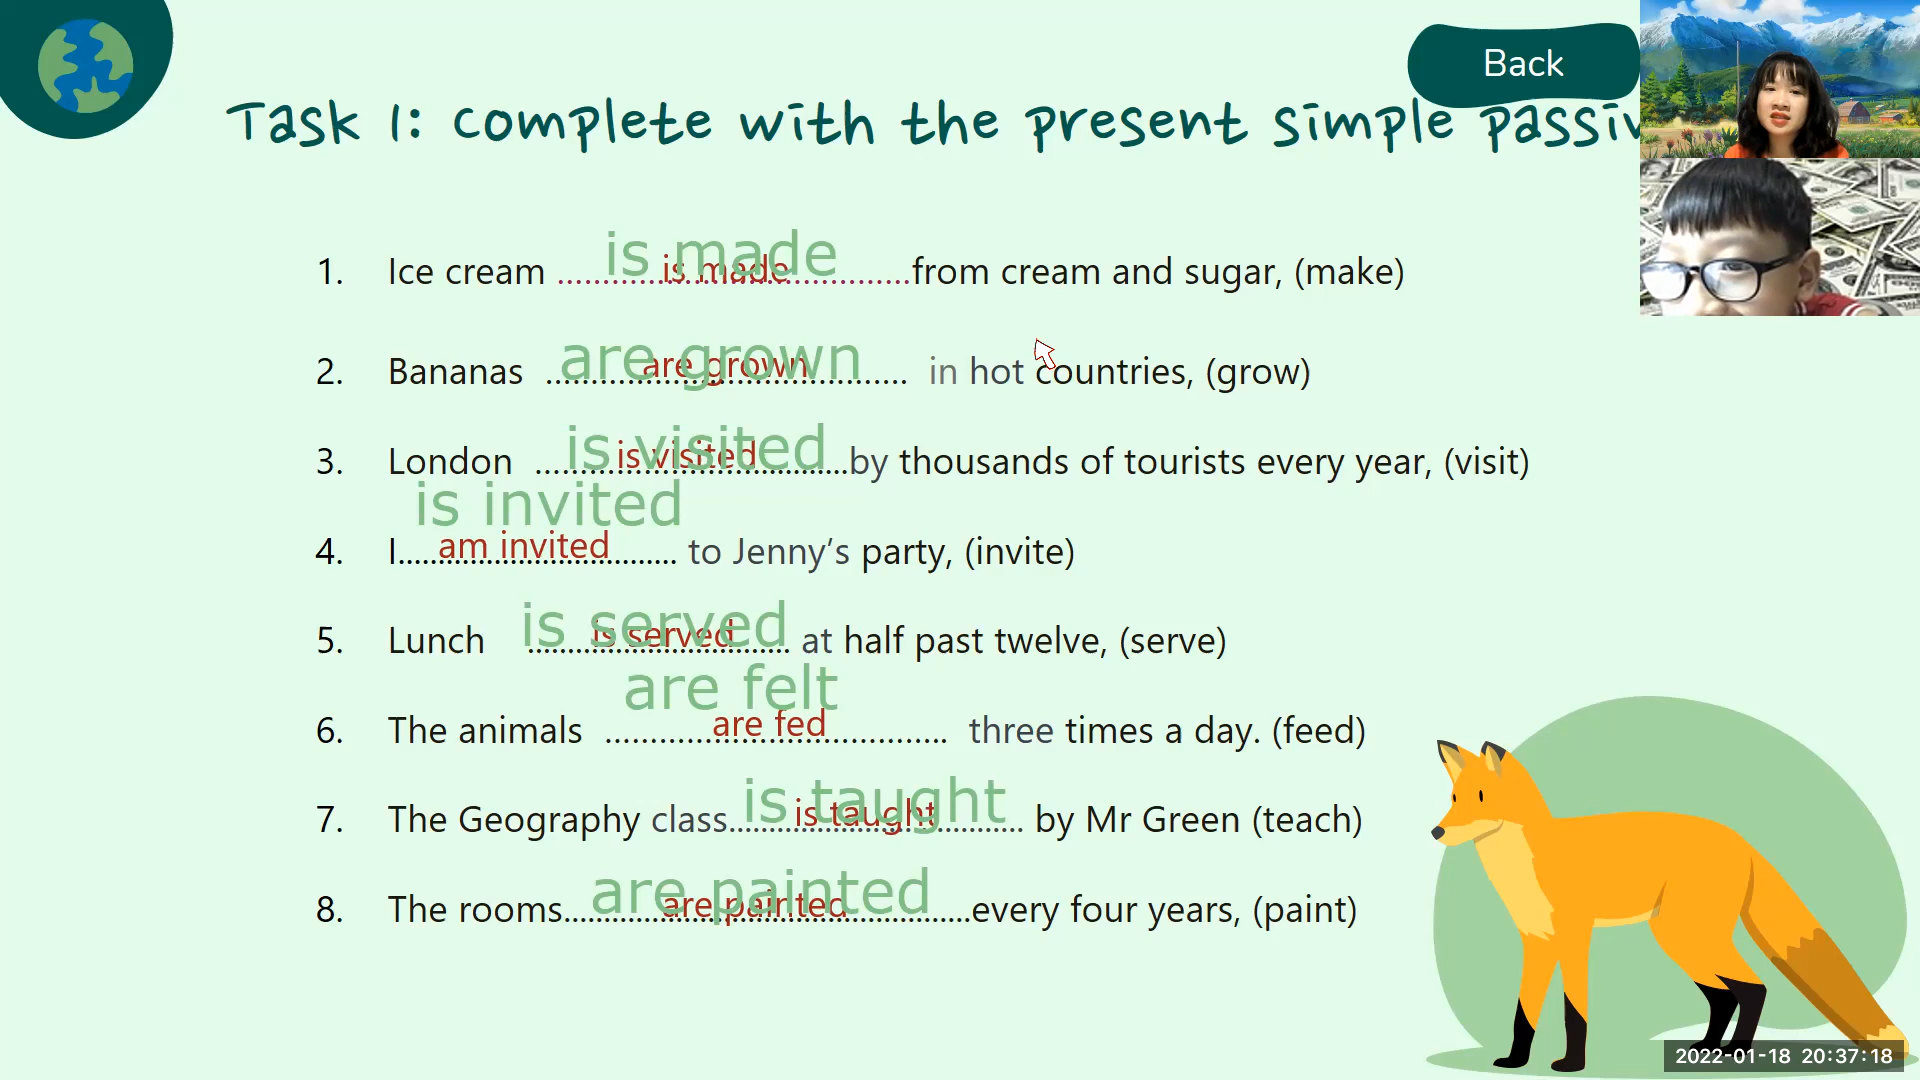 Back
Task 1: Complete with the present simple passiv
is made
1. Ice cream .......................................from cream and sugar, (make)
is made
are grown
2. Bananas ........................................ in hot countries, (grow)
are grown
is visited
3. London ...................................by thousands of tourists every year, (visit)
is visited
is invited
4. I................................... to Jenny’s party, (invite)
am invited
is served
5. Lunch ................................. at half past twelve, (serve)
is served
are felt
6. The animals ...................................... three times a day. (feed)
are fed
is taught
7. The Geography class..................................... by Mr Green (teach)
is taught
are painted
8. The rooms...................................................every four years, (paint)
are painted
2022-01-18 20:37:18